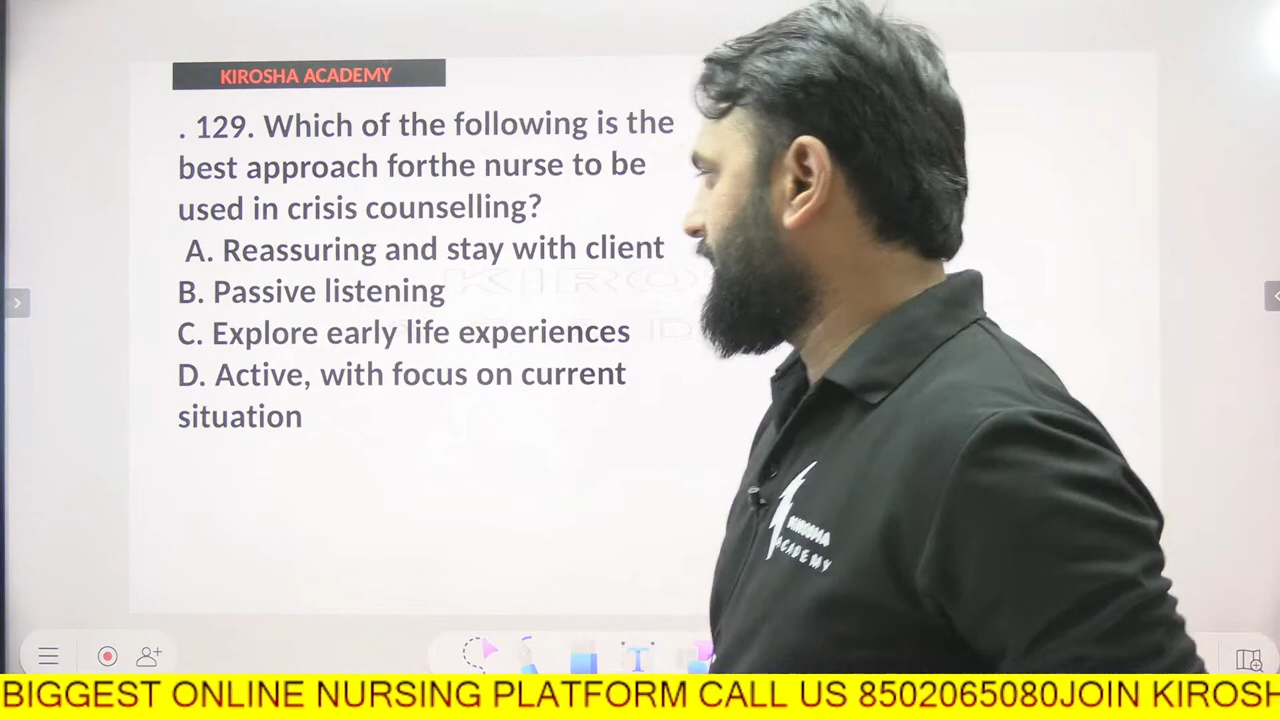 KIROSHA ACADEMY
. 129. Which of the following is the
best approach forthe nurse to be
used in crisis counselling?
A. Reassuring and stay with client
B. Passive listening
C. Explore early life experiences
D. Active, with focus on current
situation
KIRO
ACADEMY
BIGGEST ONLINE NURSING PLATFORM CALL US 8502065080JOIN KIROSH